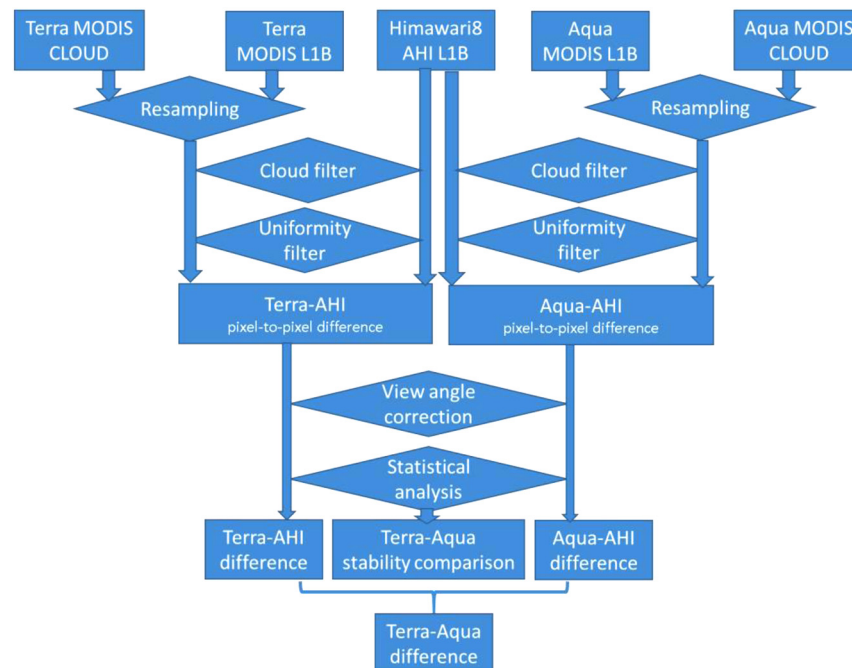 Terra MODIS
CLOUD
Terra
MODIS L1B
Himawari8
AHI L1B
Aqua
MODIS L1B
Aqua MODIS
CLOUD
Resampling
Resampling
Cloud filter
Cloud filter
Uniformity
filter
Uniformity
filter
Terra-AHI
pixel-to-pixel difference
Aqua-AHI
pixel-to-pixel difference
View angle
correction
Statistical
analysis
Terra-AHI
difference
Terra-Aqua
stability comparison
Aqua-AHI
difference
Terra-Aqua
difference